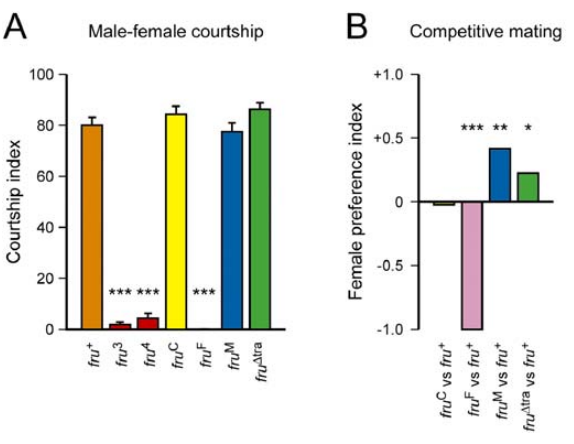 A
Male-female courtship
Courtship index
100
80
60
40
20
0
***
***
***
fru+
fru3
fru4
fruC
fruF
fruM
fruΔtra
B
Competitive mating
Female preference index
+1.0
+0.5
0
-0.5
-1.0
***
**
*
fruC vs fru+
fruF vs fru+
fruM vs fru+
fruΔtra vs fru+